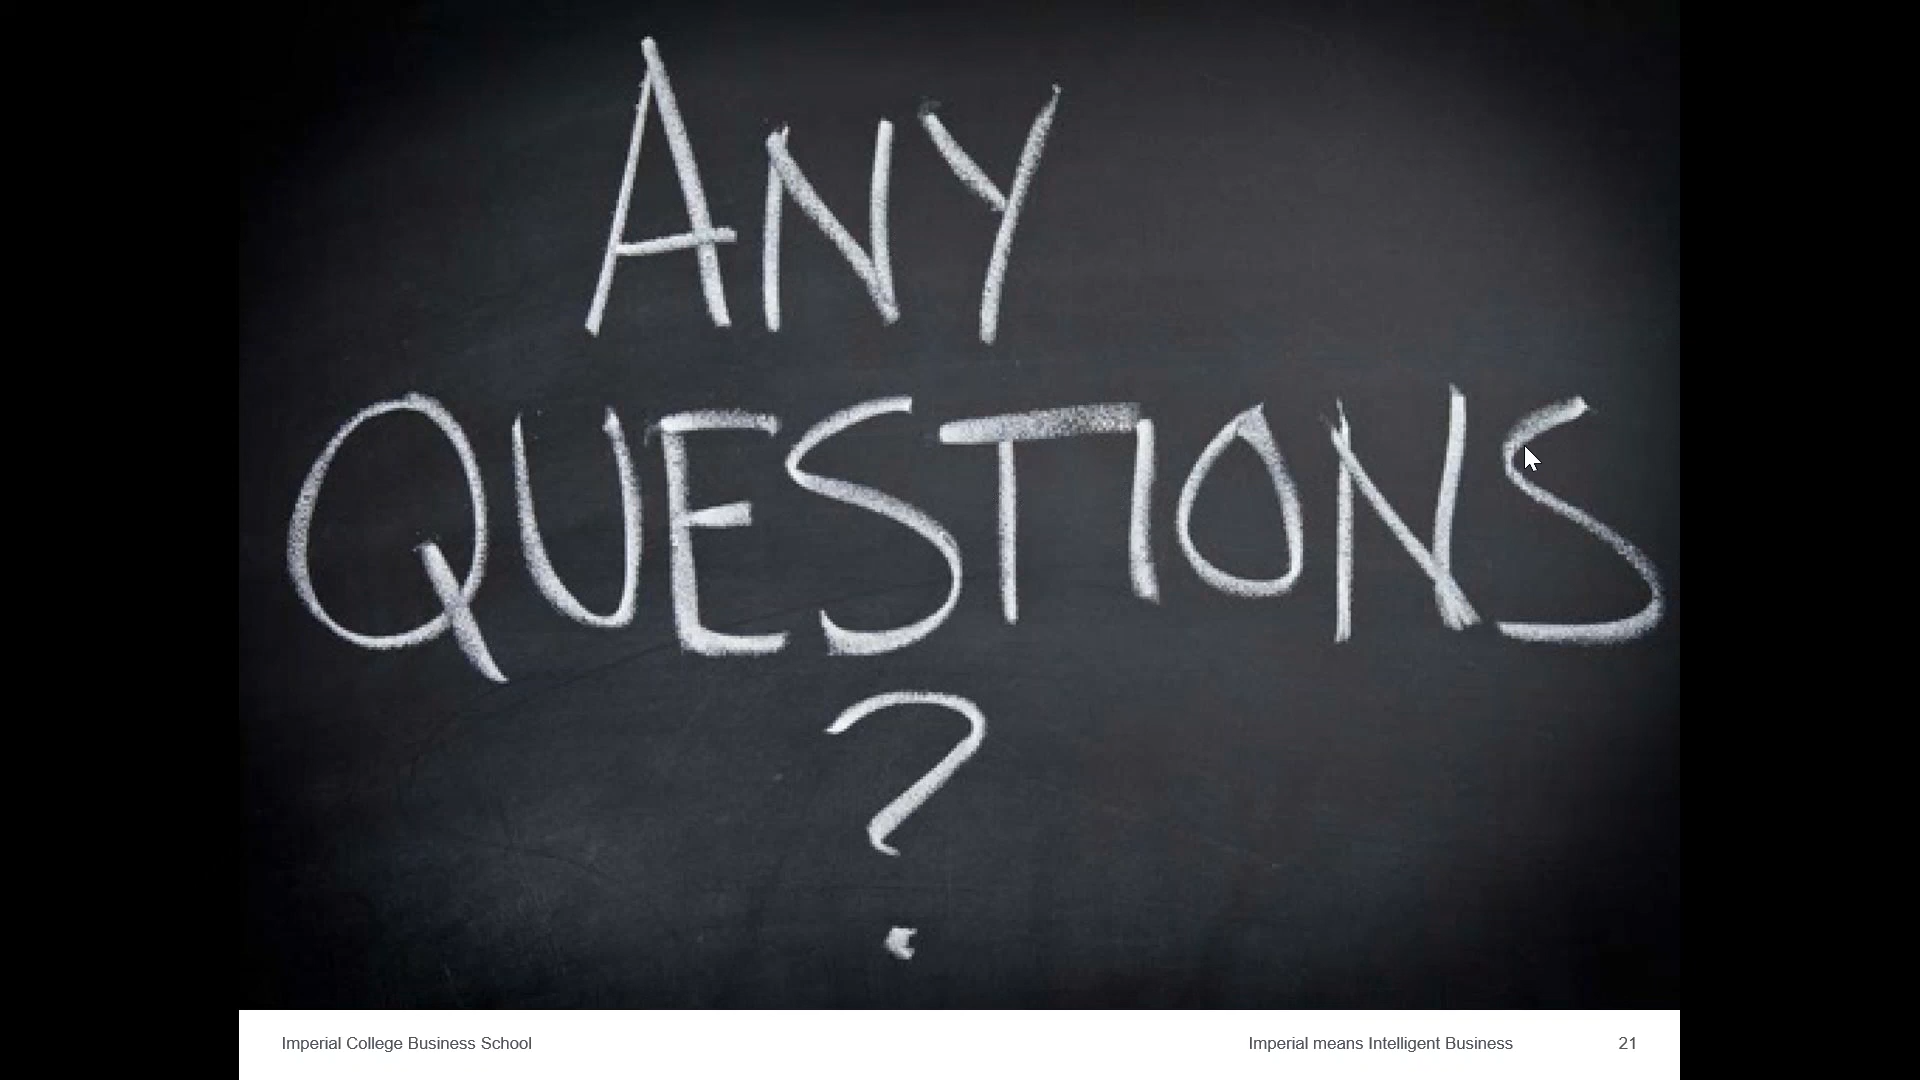 ANY
QUESTIONS
?
Imperial College Business School
Imperial means Intelligent Business
21